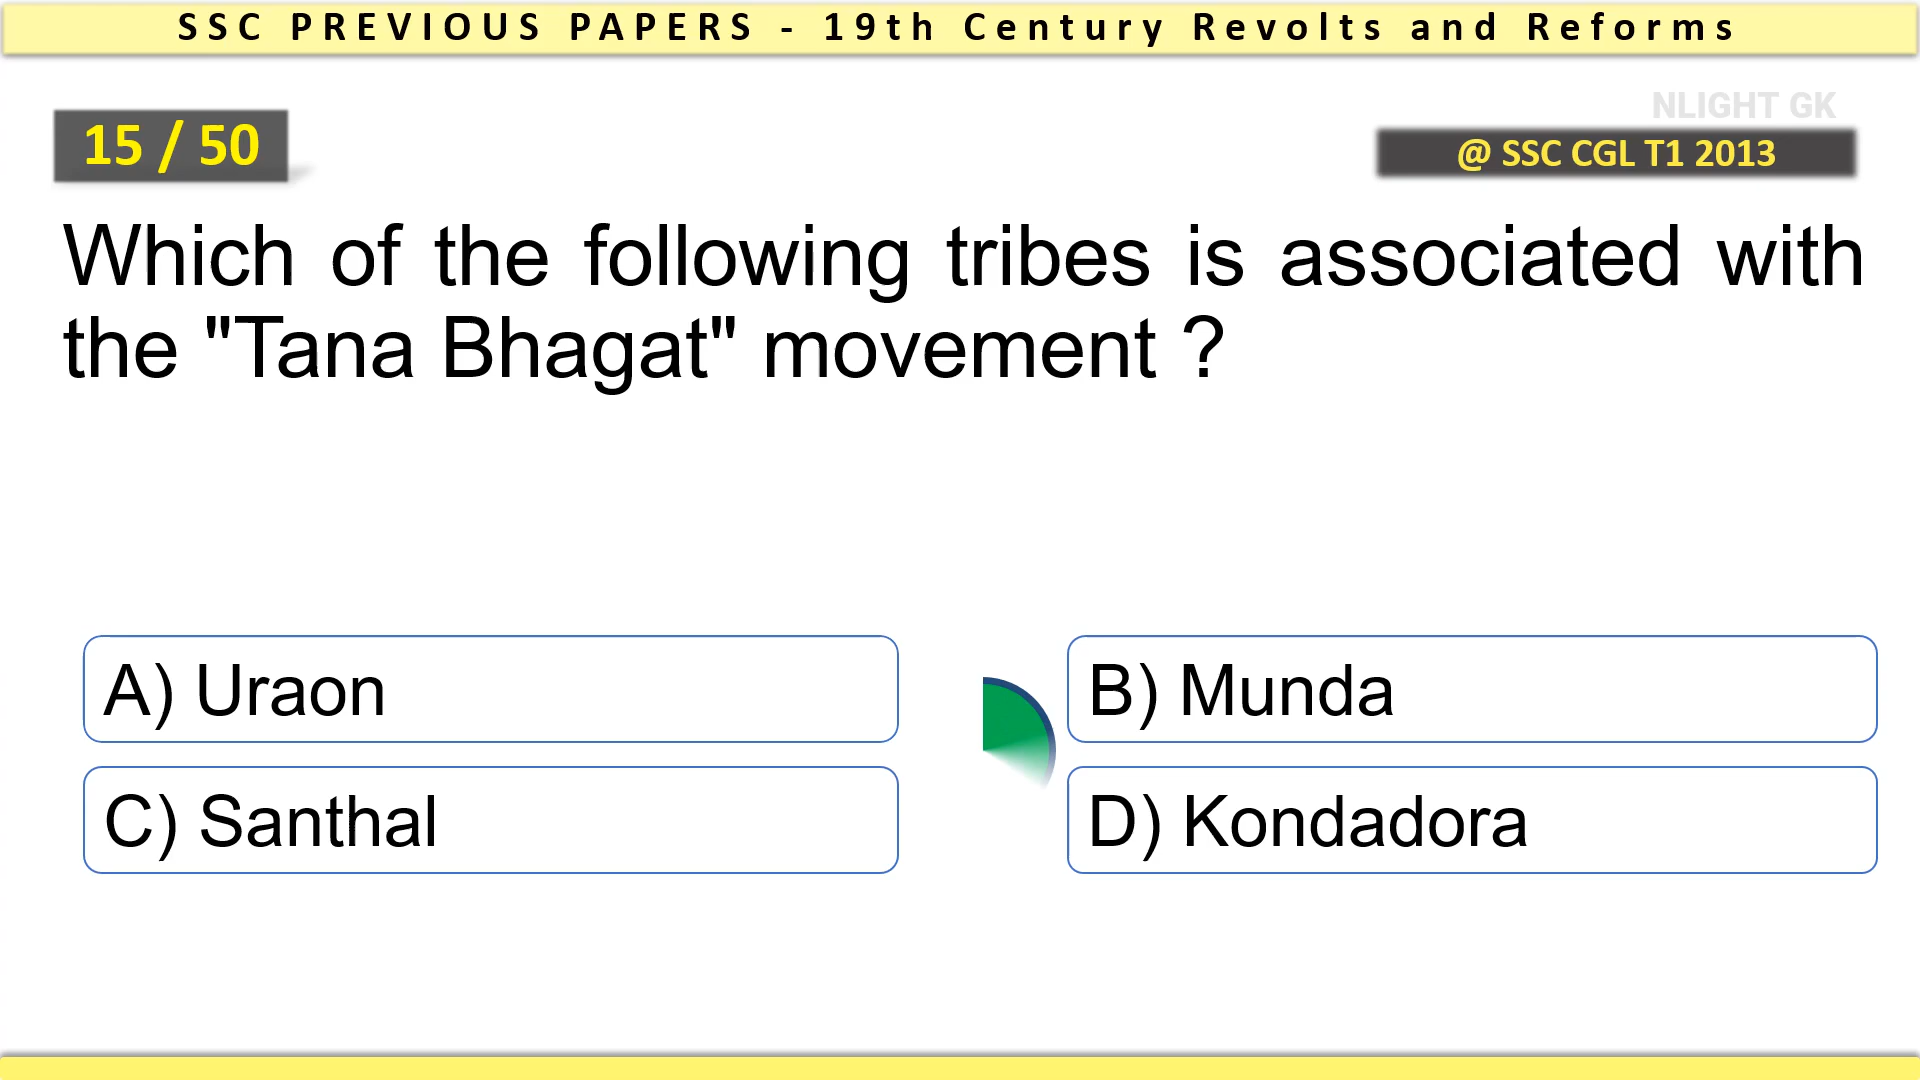 SSC PREVIOUS PAPERS - 19th Century Revolts and Reforms
NLIGHT GK
15 / 50
@ SSC CGL T1 2013
Which of the following tribes is associated with
the "Tana Bhagat" movement ?
A) Uraon
B) Munda
C) Santhal
D) Kondadora